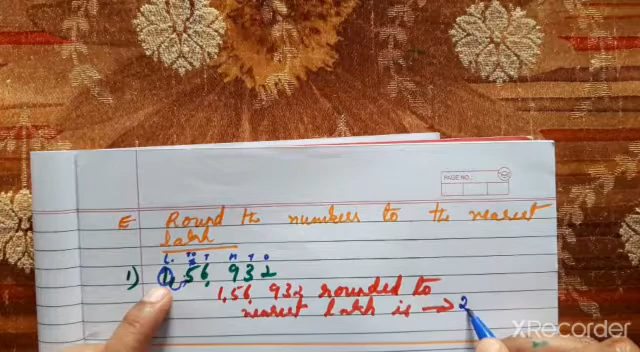 PAGE NO.:
E Round the numbers to the nearest
lakh
L. TTh T H T O
1) 1, 56, 932
1,56, 932 rounded to
nearest lakh is → 2
XRecorder